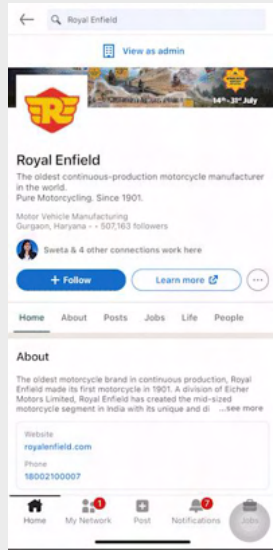 Royal Enfield
View as admin
14th - 31st July
Royal Enfield
The oldest continuous-production motorcycle manufacturer
in the world.
Pure Motorcycling. Since 1901.
Motor Vehicle Manufacturing
Gurgaon, Haryana - - 507,163 followers
Sweta & 4 other connections work here
+ Follow
Learn more
Home About Posts Jobs Life People
About
The oldest motorcycle brand in continuous production, Royal
Enfield made its first motorcycle in 1901. A division of Eicher
Motors Limited, Royal Enfield has created the mid-sized
motorcycle segment in India with its unique and di ...see more
Website
royalenfield.com
Phone
18002100007
1 7
Home My Network Post Notifications Jobs